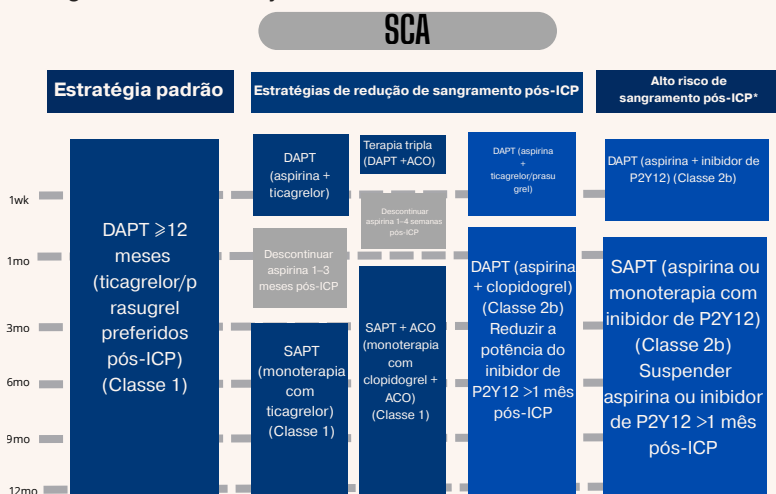 SCA
Estratégia padrão
Estratégias de redução de sangramento pós-ICP
Alto risco de
sangramento pós-ICP*
1wk
1mo
3mo
6mo
9mo
12mo
DAPT ⩾12
meses
(ticagrelor/p
rasugrel
preferidos
pós-ICP)
(Classe 1)
DAPT
(aspirina +
ticagrelor)
Descontinuar
aspirina 1–3
meses pós-ICP
SAPT
(monoterapia
com
ticagrelor)
(Classe 1)
Terapia tripla
(DAPT +ACO)
Descontinuar
aspirina 1–4 semanas
pós-ICP
SAPT + ACO
(monoterapia
com
clopidogrel +
ACO)
(Classe 1)
DAPT (aspirina
+
ticagrelor/prasu
grel)
DAPT (aspirina
+ clopidogrel)
(Classe 2b)
Reduzir a
potência do
inibidor de
P2Y12 >1 mês
pós-ICP
DAPT (aspirina + inibidor de
P2Y12) (Classe 2b)
SAPT (aspirina ou
monoterapia com
inibidor de P2Y12)
(Classe 2b)
Suspender
aspirina ou inibidor
de P2Y12 >1 mês
pós-ICP